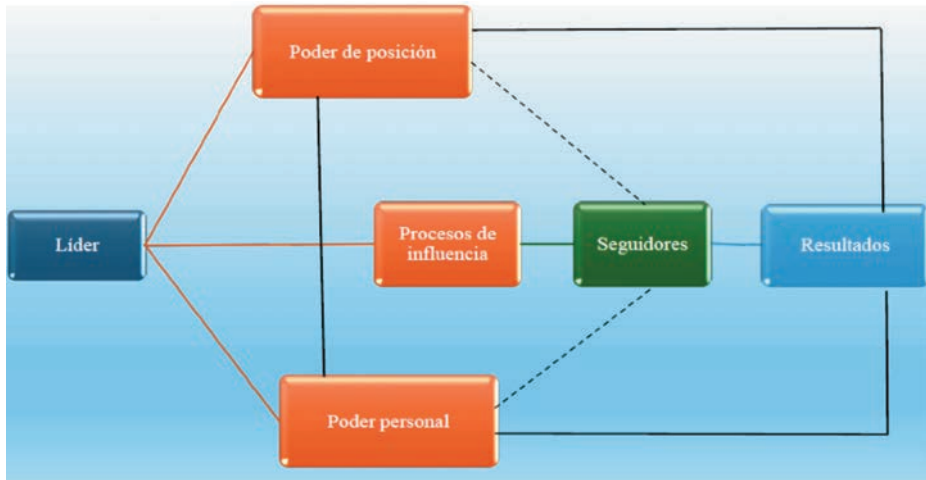 Poder de posición
Líder
Procesos de
influencia
Seguidores
Resultados
Poder personal